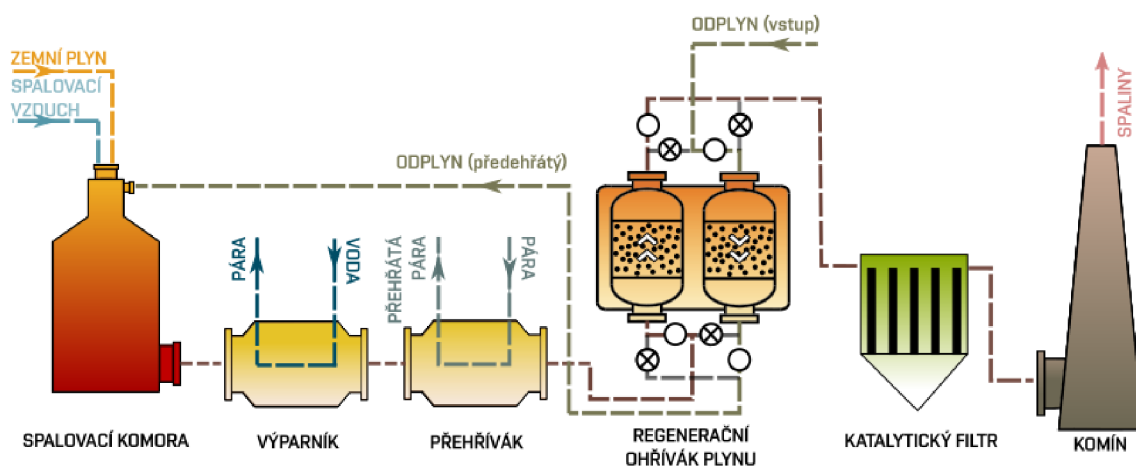 ODPLYN (vstup)
ZEMNÍ PLYN
SPALOVACÍ
VZOUCH
SPALINY
ODPLYN (předehřátý)
PÁRA
VODA
PŘEHŘÁTÁ
PÁRA
PÁRA
SPALOVACÍ KOMORA
VÝPARNÍK
PŘEHŘÍVÁK
REGENERAČNÍ
OHŘÍVÁK PLYNU
KATALYTICKÝ FILTR
KOMÍN